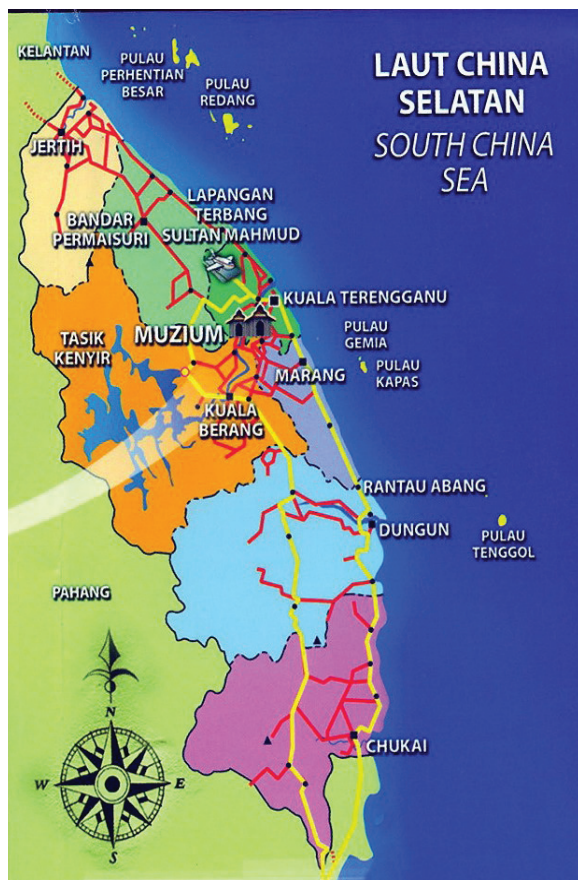 KELANTAN
PULAU
PERHENTIAN
BESAR
PULAU
REDANG
LAUT CHINA
SELATAN
SOUTH CHINA
SEA
JERTIH
BANDAR
PERMAISURI
LAPANGAN
TERBANG
SULTAN MAHMUD
KUALA TERENGGANU
MUZIUM
TASIK
KENYIR
PULAU
GEMIA
MARANG
PULAU
KAPAS
KUALA
BERANG
RANTAU ABANG
DUNGUN
PULAU
TENGGOL
PAHANG
N
W
E
S
CHUKAI